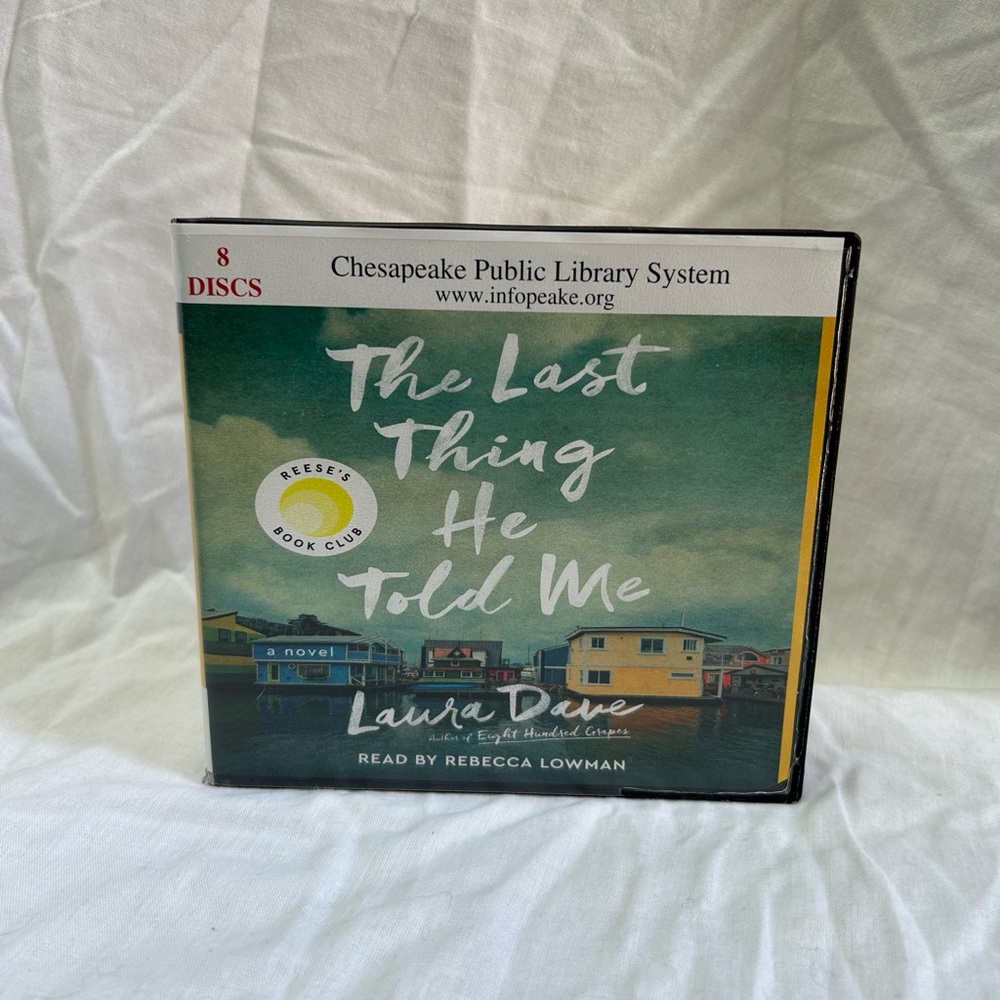 8
DISCS
Chesapeake Public Library System
www.infopeake.org
The Last
Thing
He
Told Me
REESE'S
BOOK CLUB
a novel
Laura Dave
Author of Eight Hundred Grapes
READ BY REBECCA LOWMAN